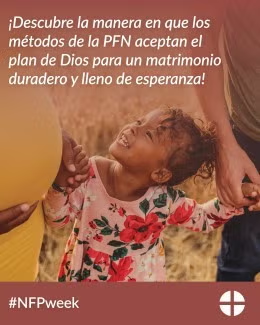 ¡Descubre la manera en que los
métodos de la PFN aceptan el
plan de Dios para un matrimonio
duradero y lleno de esperanza!
#NFPweek